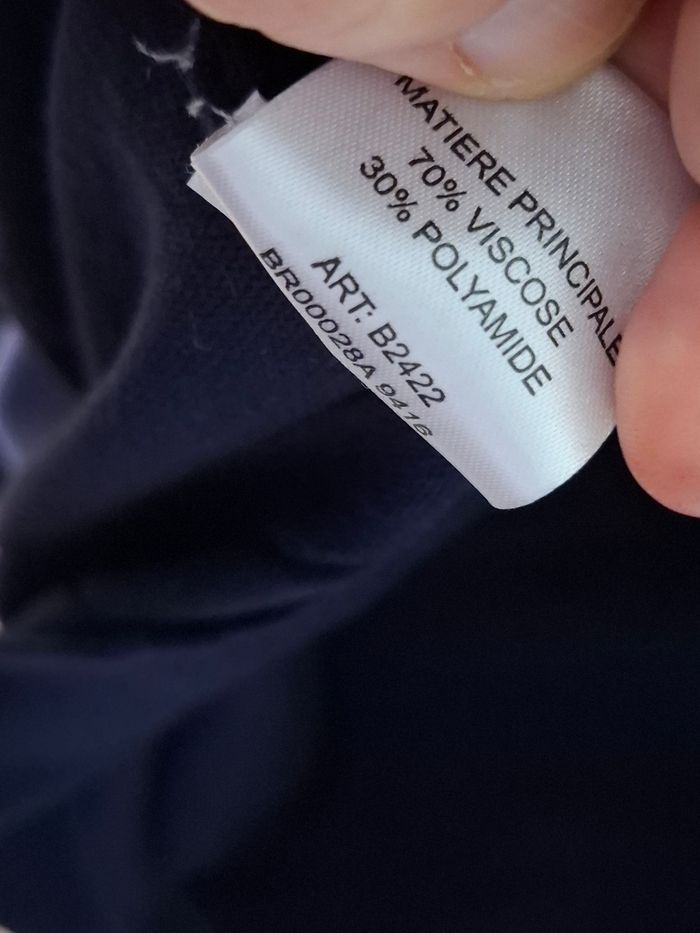 MATIERE PRINCIPALE
70% VISCOSE
30% POLYAMIDE
ART: B2422
BR00028A 9416